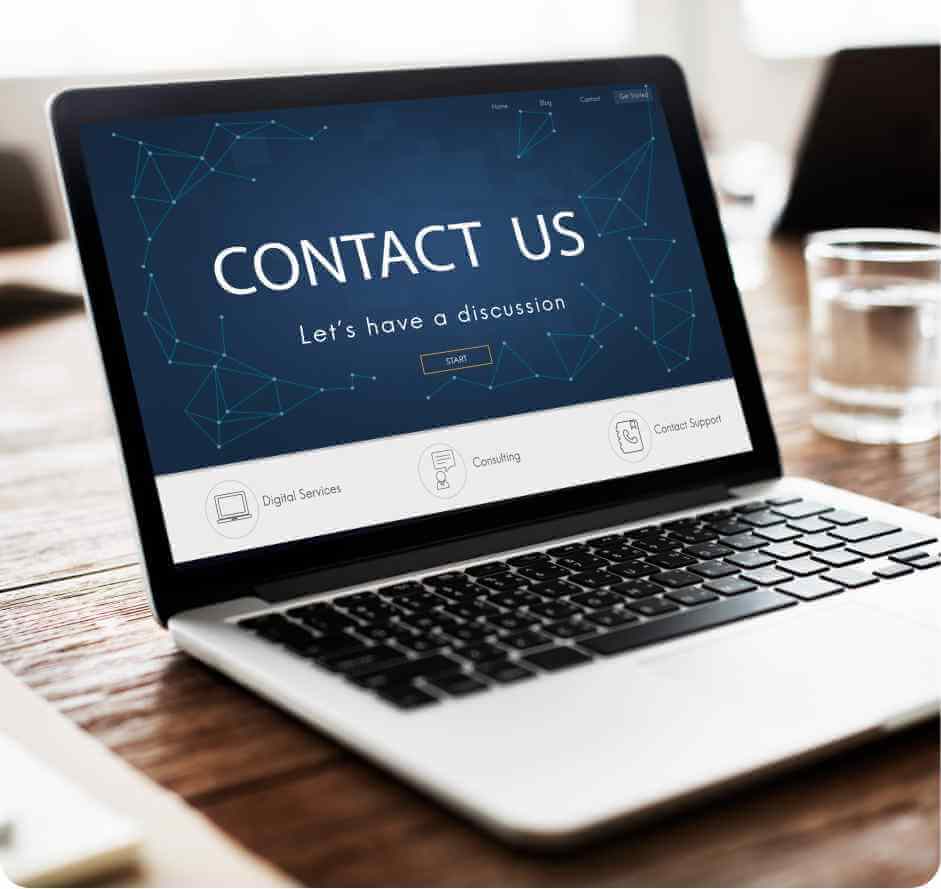 Home Blog Contact Get Started
CONTACT US
Let's have a discussion
START
Digital Services
Consulting
Contact Support